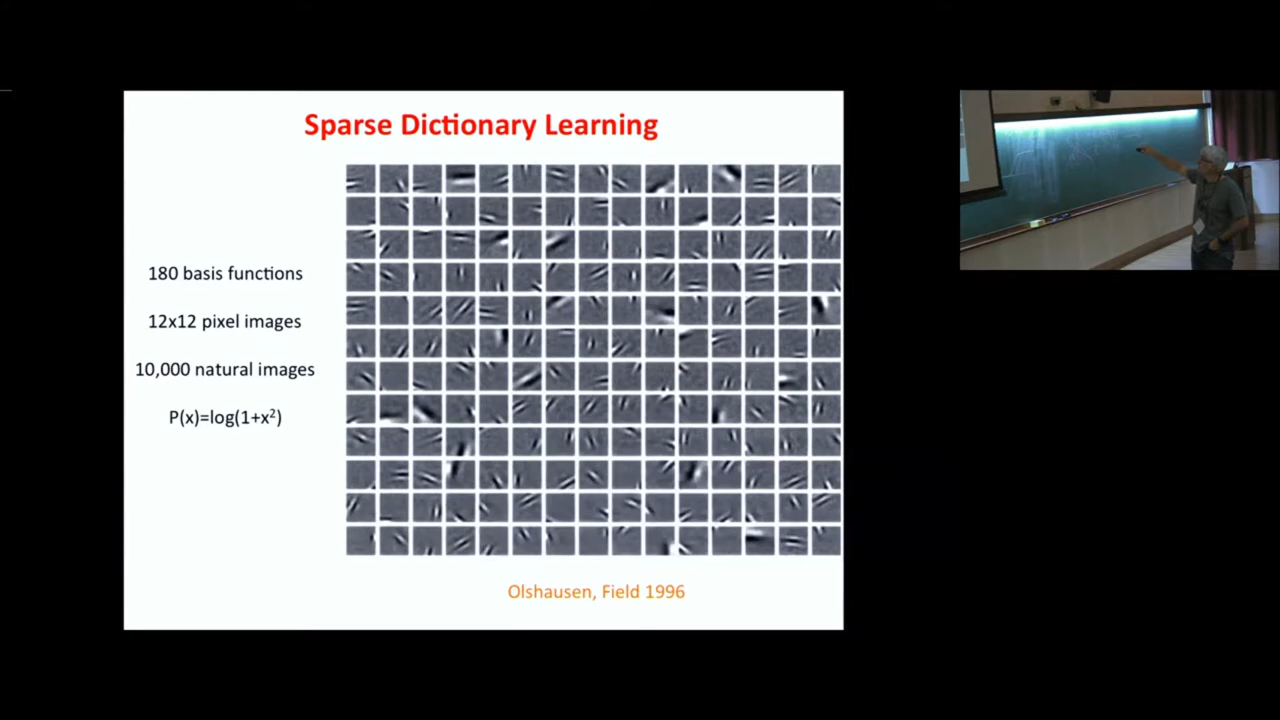 Sparse Dictionary Learning
180 basis functions
12x12 pixel images
10,000 natural images
P(x)=log(1+x²)
Olshausen, Field 1996